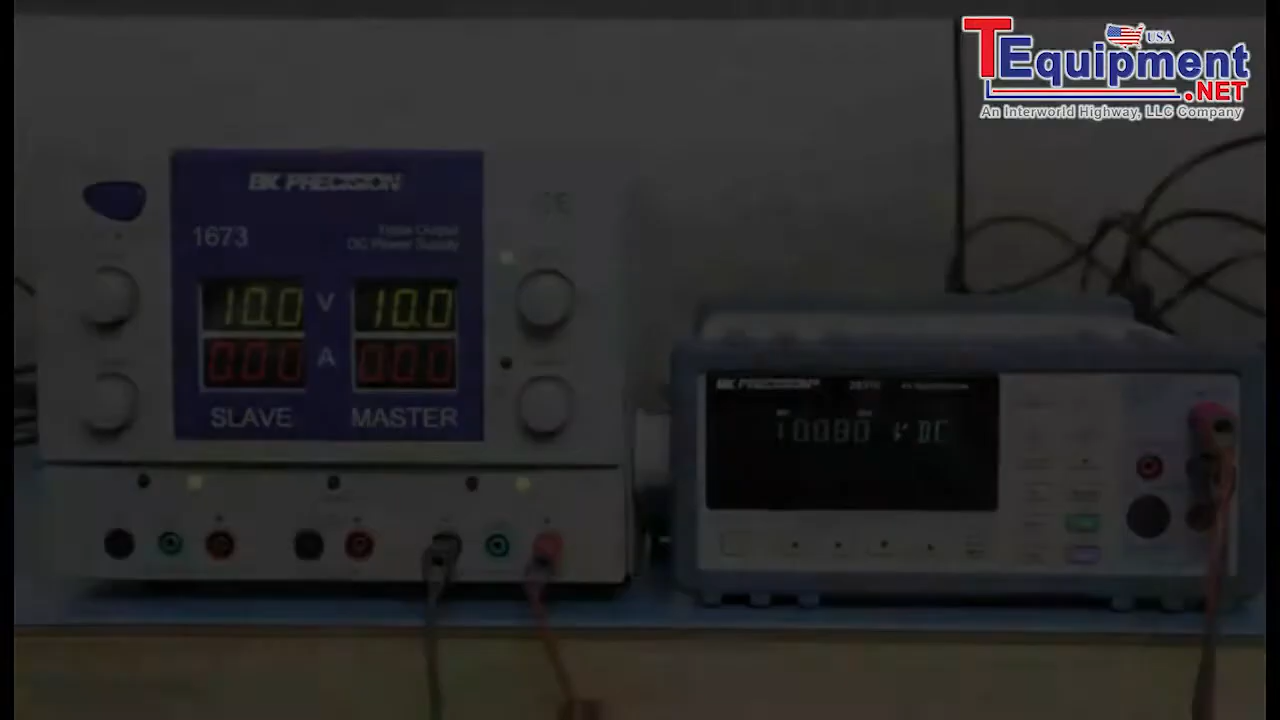 TEquipment
USA
.NET
An Interworld Highway, LLC Company
BK PRECISION
1673
Triple Output
DC Power Supply
10.0 V 10.0
0.00 A 0.00
SLAVE MASTER
BK PRECISION
10.080 V DC